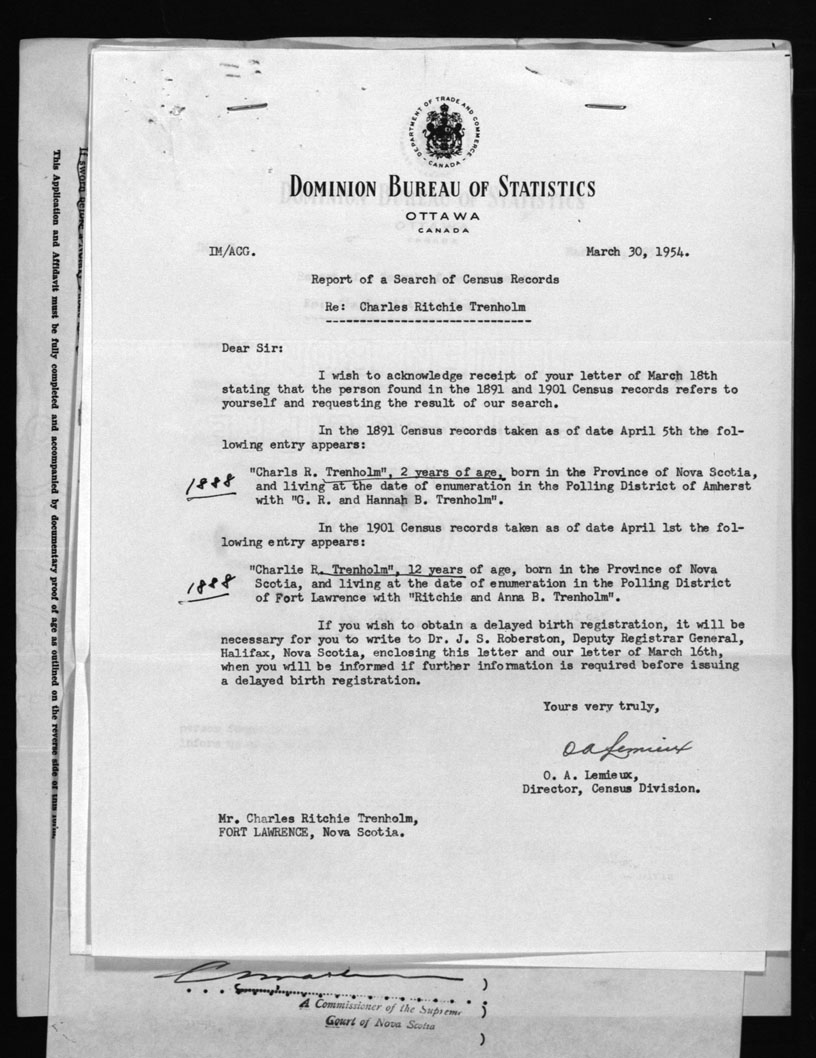 DEPARTMENT OF TRADE AND COMMERCE
CANADA
DOMINION BUREAU OF STATISTICS
OTTAWA
CANADA
IM/ACG. March 30, 1954.
Report of a Search of Census Records
Re: Charles Ritchie Trenholm
Dear Sir:
I wish to acknowledge receipt of your letter of March 18th
stating that the person found in the 1891 and 1901 Census records refers to
yourself and requesting the result of our search.
In the 1891 Census records taken as of date April 5th the fol-
lowing entry appears:
"Charls R. Trenholm", 2 years of age, born in the Province of Nova Scotia,
1888 and living at the date of enumeration in the Polling District of Amherst
with "G. R. and Hannah B. Trenholm".
In the 1901 Census records taken as of date April 1st the fol-
lowing entry appears:
"Charlie R. Trenholm", 12 years of age, born in the Province of Nova
1888 Scotia, and living at the date of enumeration in the Polling District
of Fort Lawrence with "Ritchie and Anna B. Trenholm".
If you wish to obtain a delayed birth registration, it will be
necessary for you to write to Dr. J. S. Roberston, Deputy Registrar General,
Halifax, Nova Scotia, enclosing this letter and our letter of March 16th,
when you will be informed if further information is required before issuing
a delayed birth registration.
Yours very truly,
O A Lemieux
O. A. Lemieux,
Director, Census Division.
Mr. Charles Ritchie Trenholm,
FORT LAWRENCE, Nova Scotia.
This Application and Affidavit must be fully completed and accompanied by documentary proof of age as outlined on the reverse side of this
A Commissioner of the Supreme
Court of Nova Scotia